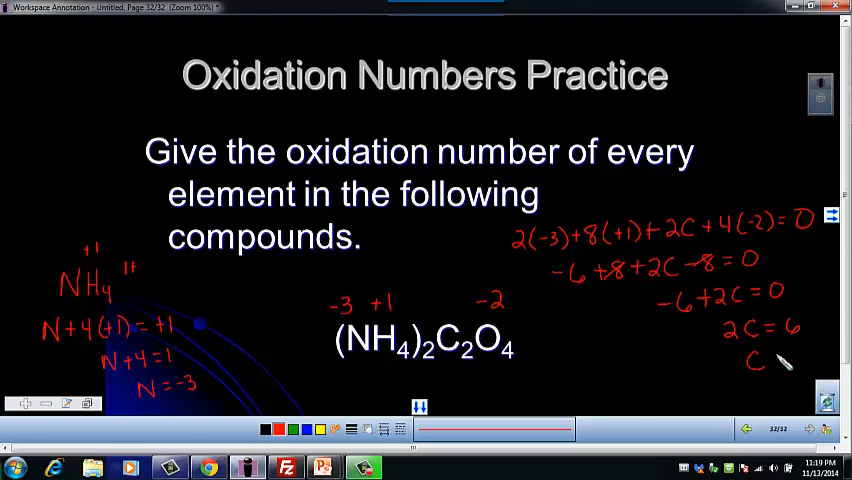 Workspace Annotation - Untitled, Page 32/32 (Zoom 100%) *
Oxidation Numbers Practice
Give the oxidation number of every
element in the following
compounds.
+1
NH₄ 1+
N+4(+1) = +1
N+4=1
N = -3
2(-3)+8(+1)+2C+4(-2)=0
-6+8+2C-8=0
-6+2C=0
2C=6
C
-3 +1 -2
(NH₄)₂C₂O₄
32/32
11:19 PM
11/13/2014